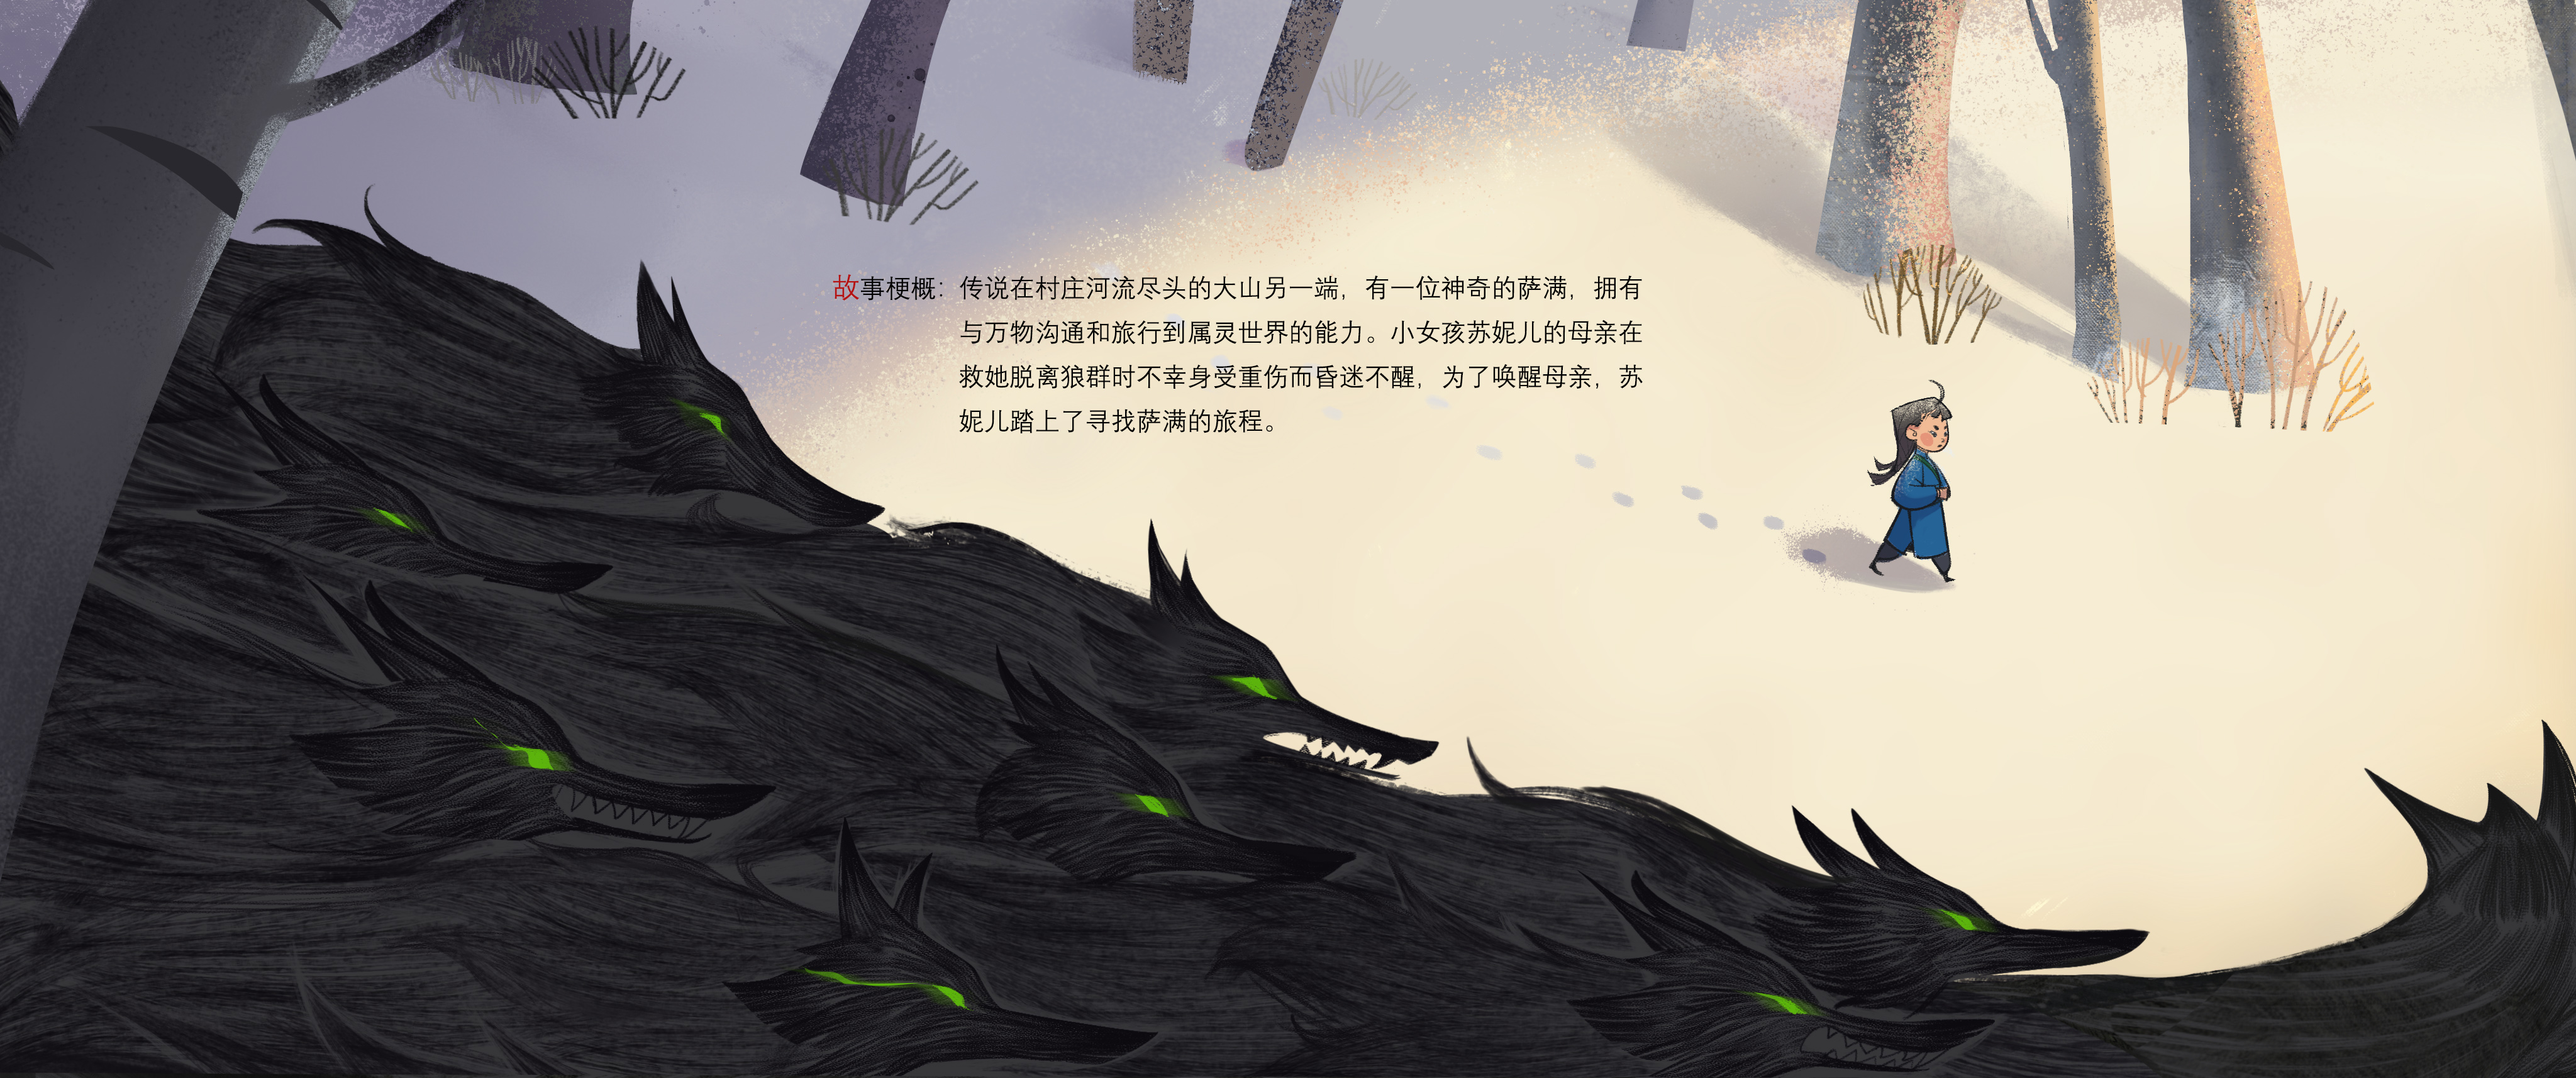 故事梗概：传说在村庄河流尽头的大山另一端，有一位神奇的萨满，拥有
与万物沟通和旅行到属灵世界的能力。小女孩苏妮儿的母亲在
救她脱离狼群时不幸身受重伤而昏迷不醒，为了唤醒母亲，苏
妮儿踏上了寻找萨满的旅程。